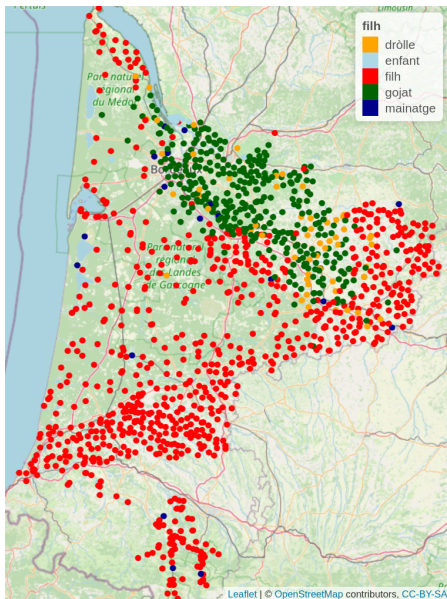 Limousin
filh
dròlle
enfant
filh
gojat
mainatge
Parc naturel
régional
du Médoc
Parc naturel
régional
des Landes
de Gascogne
Leaflet | © OpenStreetMap contributors, CC-BY-SA